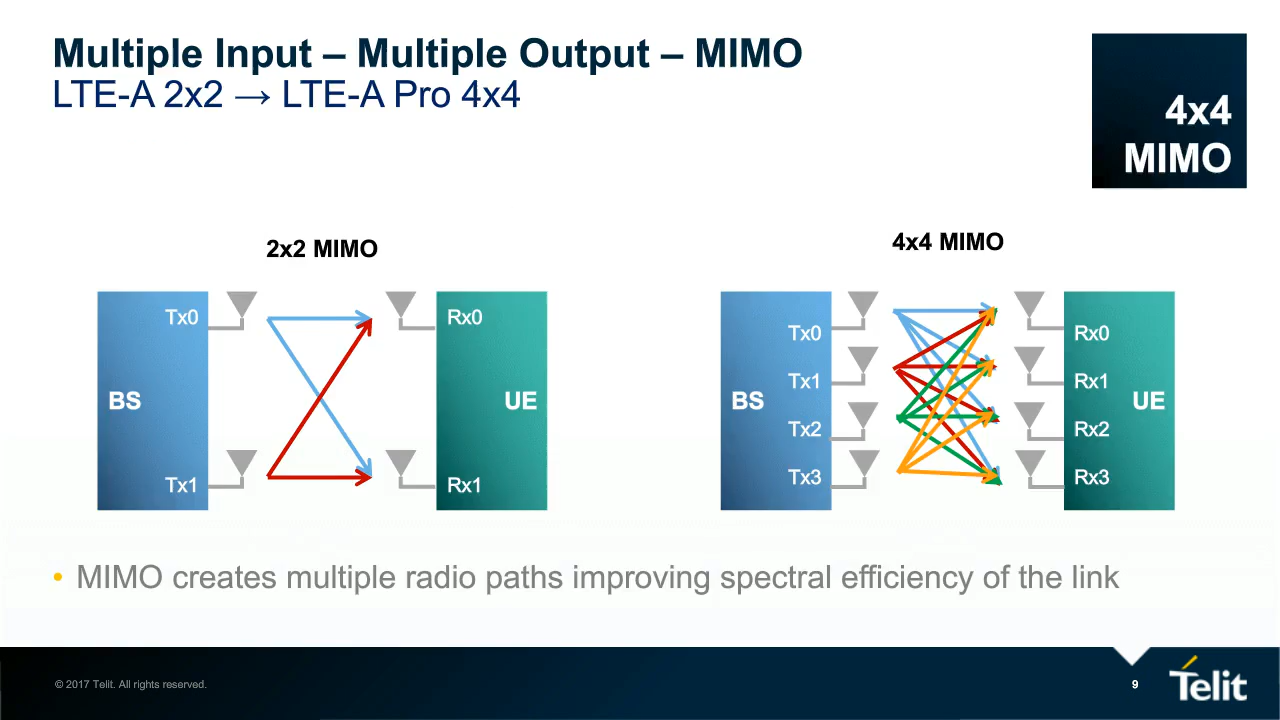 Multiple Input – Multiple Output – MIMO
LTE-A 2x2 → LTE-A Pro 4x4
4x4
MIMO
2x2 MIMO
Tx0
BS
Tx1
Rx0
UE
Rx1
4x4 MIMO
Tx0
Tx1
BS
Tx2
Tx3
Rx0
Rx1
UE
Rx2
Rx3
• MIMO creates multiple radio paths improving spectral efficiency of the link
© 2017 Telit. All rights reserved.
9
Telit